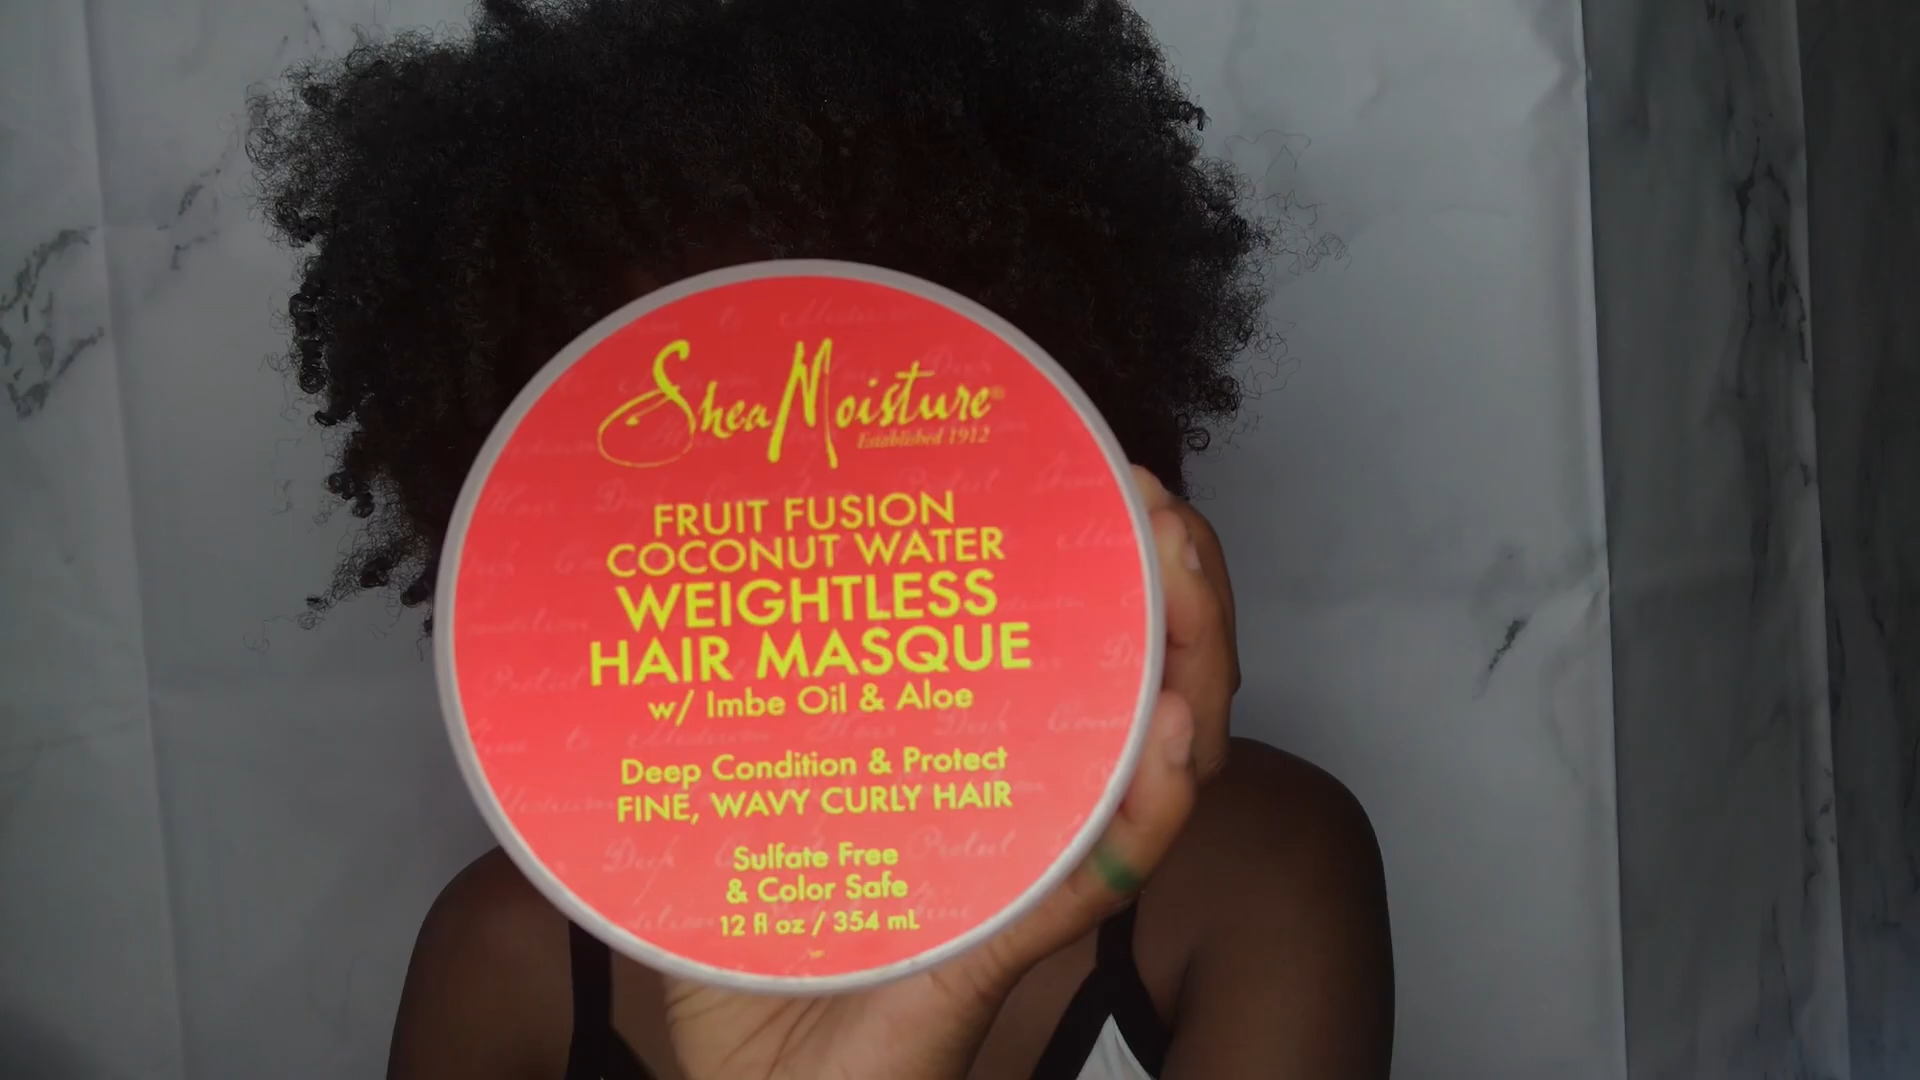 SheaMoisture®
Established 1912
FRUIT FUSION
COCONUT WATER
WEIGHTLESS
HAIR MASQUE
w/ Imbe Oil & Aloe
Deep Condition & Protect
FINE, WAVY CURLY HAIR
Sulfate Free
& Color Safe
12 fl oz / 354 mL